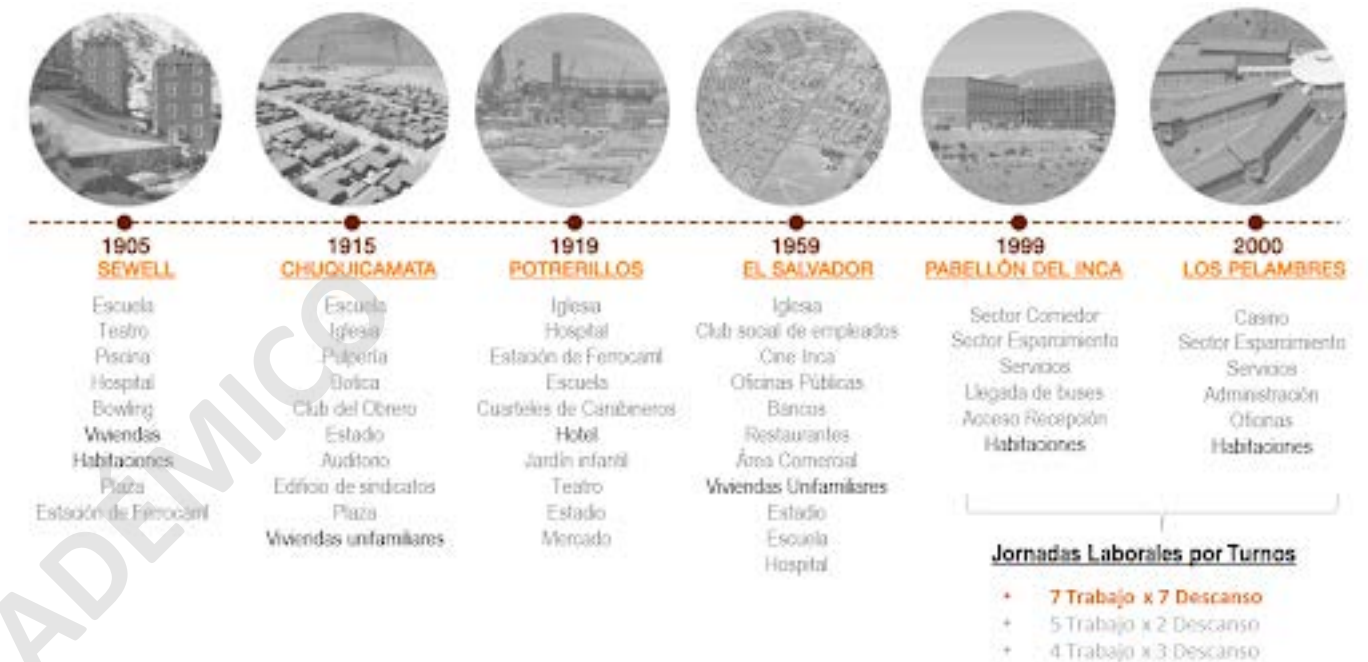 1905
SEWELL
Escuela
Teatro
Piscina
Hospital
Bowling
Viviendas
Habitaciones
Plaza
Estación de Ferrocarril
1915
CHUQUICAMATA
Escuela
Iglesia
Pulpería
Botica
Club del Obrero
Estadio
Auditorio
Edificio de sindicatos
Plaza
Viviendas unifamiliares
1919
POTRERILLOS
Iglesia
Hospital
Estación de Ferrocarril
Escuela
Cuarteles de Carabineros
Hotel
Jardín infantil
Teatro
Estadio
Mercado
1959
EL SALVADOR
Iglesia
Club social de empleados
Cine Inca
Oficinas Públicas
Bancos
Restaurantes
Área Comercial
Viviendas Unifamiliares
Estadio
Escuela
Hospital
1999
PABELLÓN DEL INCA
Sector Comedor
Sector Esparcimiento
Servicios
Llegada de buses
Acceso Recepción
Habitaciones
2000
LOS PELAMBRES
Casino
Sector Esparcimiento
Servicios
Administración
Oficinas
Habitaciones
Jornadas Laborales por Turnos
• 7 Trabajo x 7 Descanso
• 5 Trabajo x 2 Descanso
• 4 Trabajo x 3 Descanso
ADÉMICO